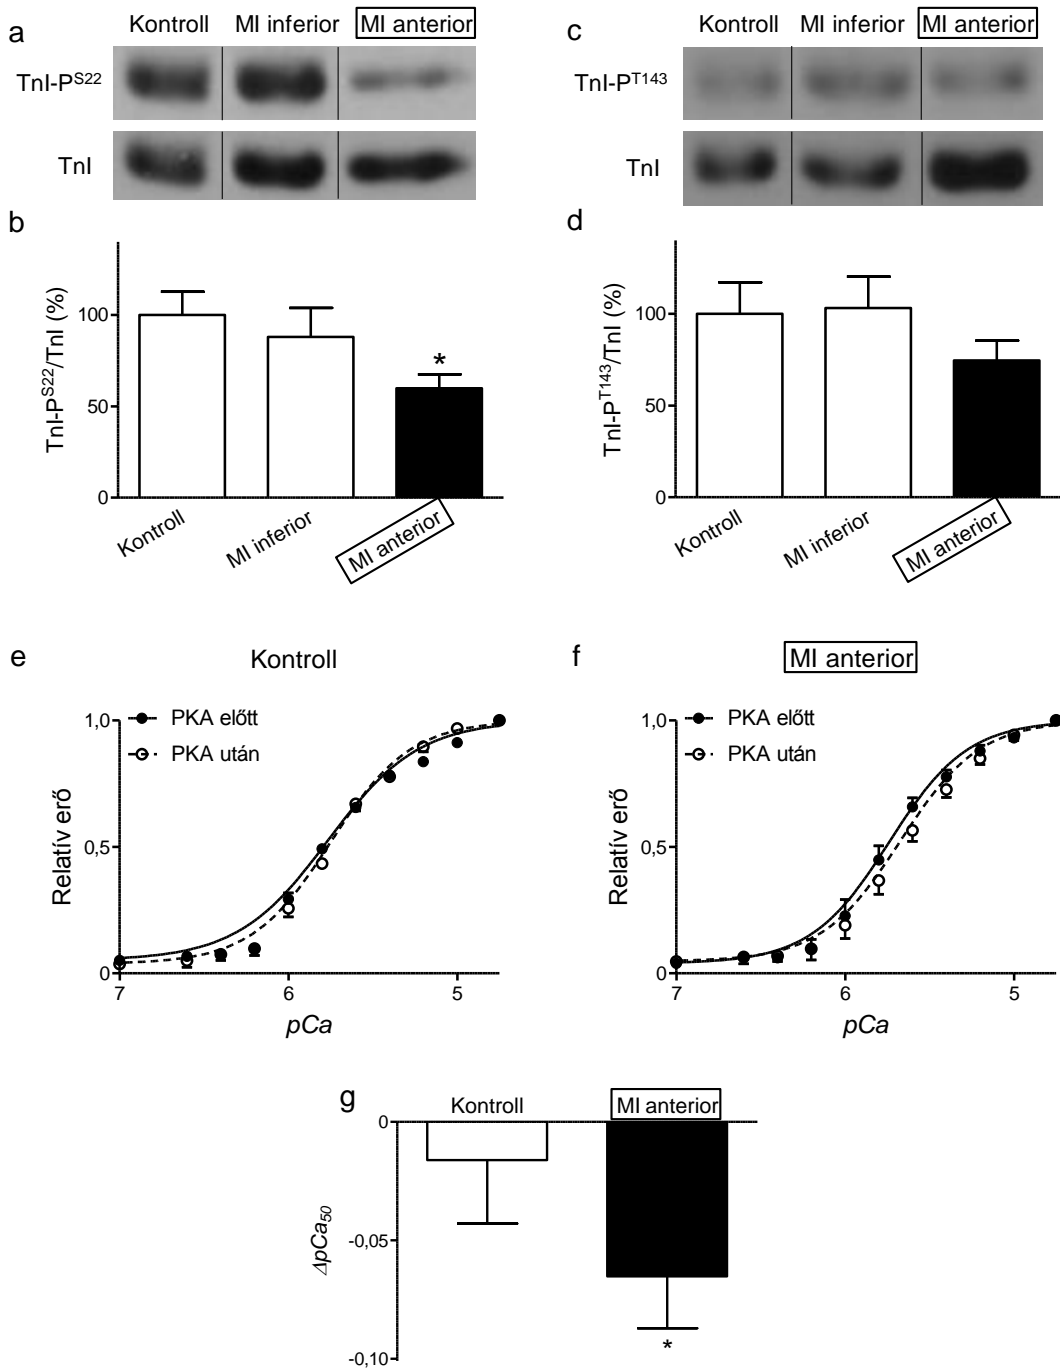 a
Kontroll MI inferior MI anterior
TnI-P^S22
TnI
c
Kontroll MI inferior MI anterior
TnI-P^T143
TnI
b
TnI-P^S22/TnI (%)
100
50
0
*
Kontroll
MI inferior
MI anterior
d
TnI-P^T143/TnI (%)
100
50
0
Kontroll
MI inferior
MI anterior
e
Kontroll
PKA előtt
PKA után
Relatív erő
1,0
0,5
0
7 6 5
pCa
f
MI anterior
PKA előtt
PKA után
Relatív erő
1,0
0,5
0
7 6 5
pCa
g
Kontroll MI anterior
ΔpCa50
0
-0,05
-0,10
*